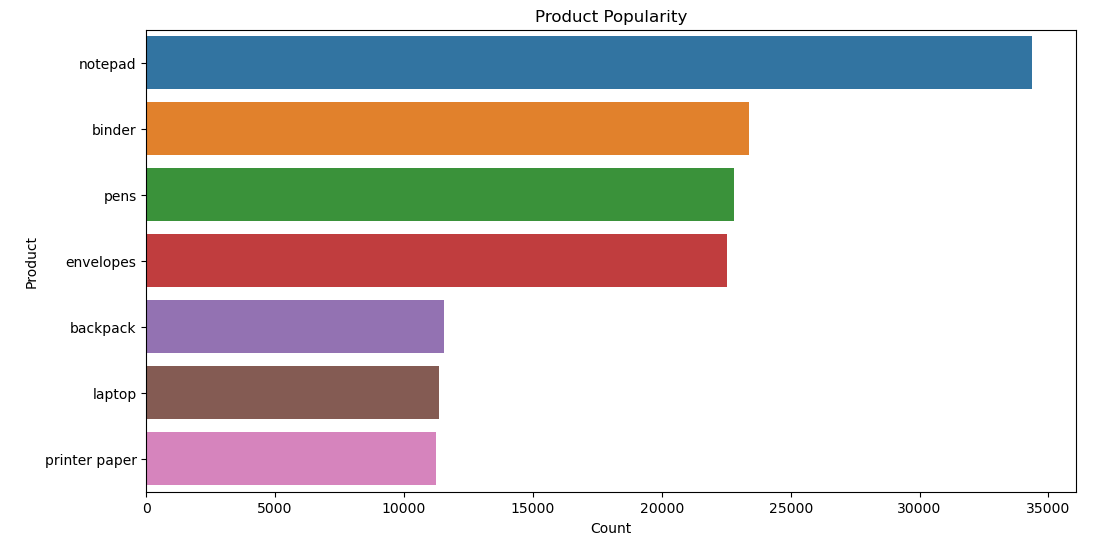 Product Popularity
notepad
binder
pens
envelopes
backpack
laptop
printer paper
Product
0 5000 10000 15000 20000 25000 30000 35000
Count